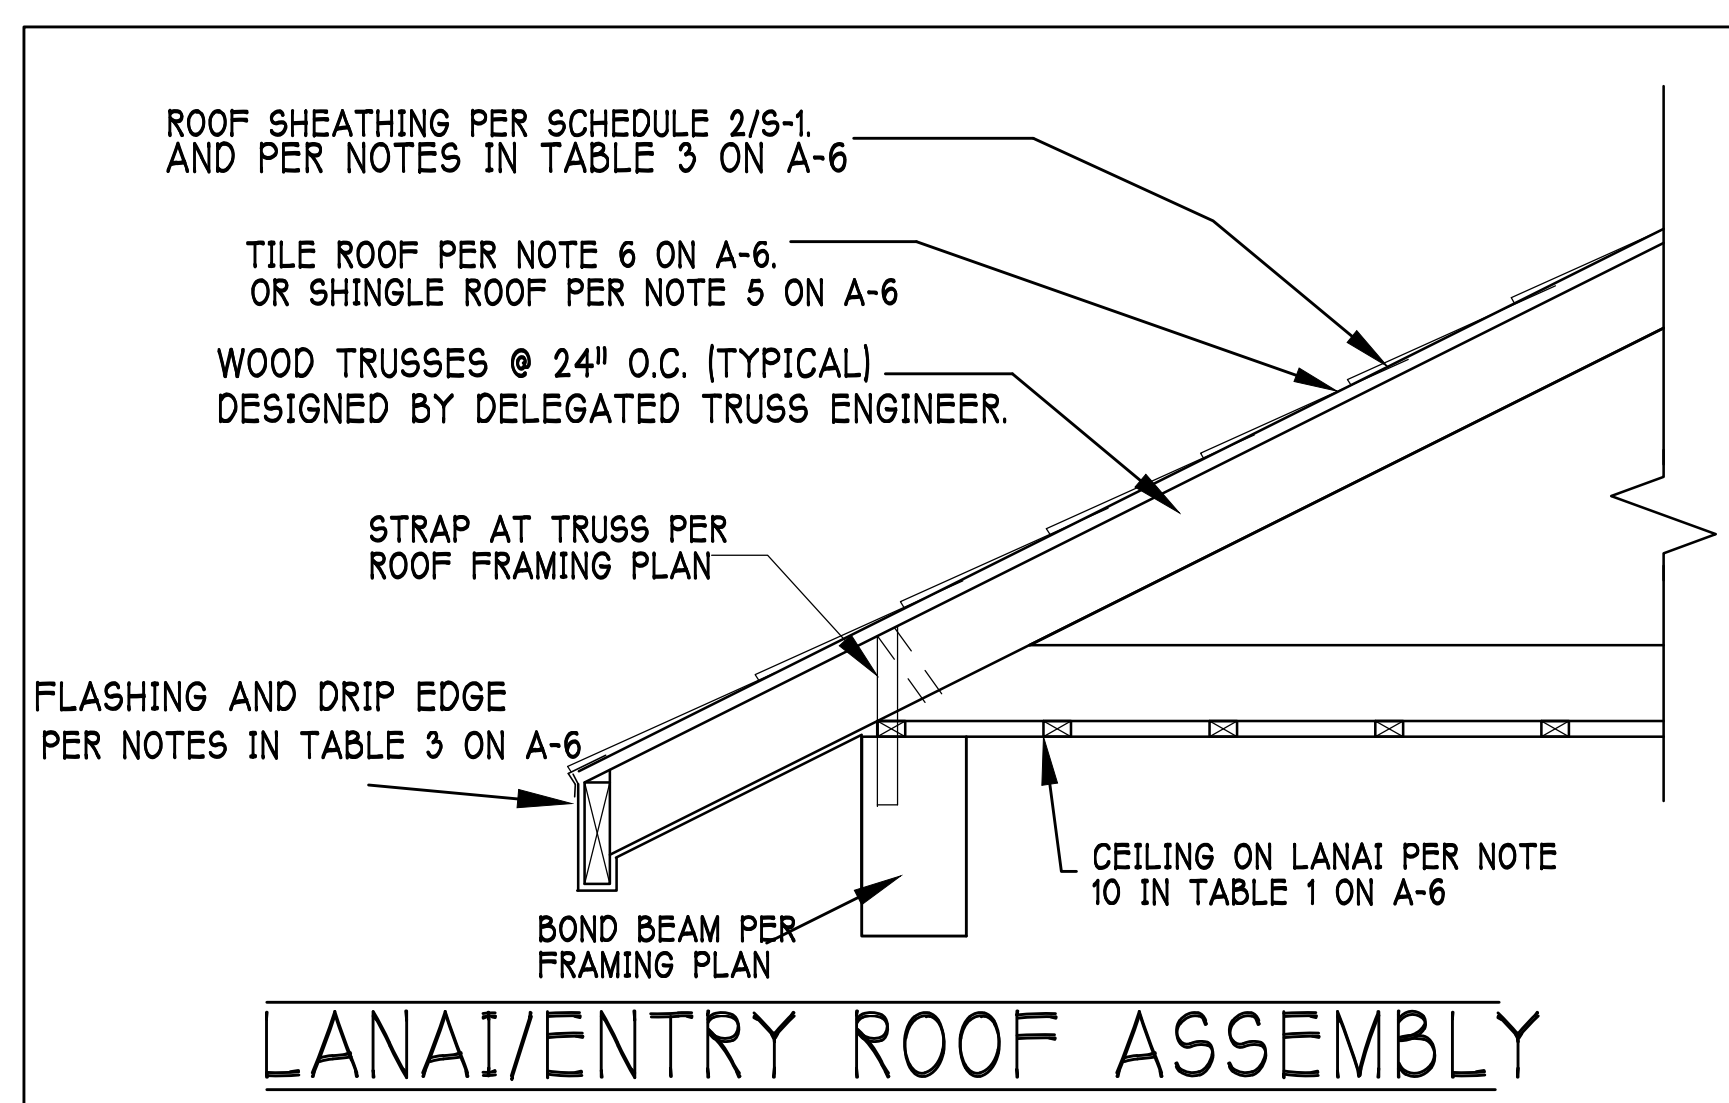 ROOF SHEATHING PER SCHEDULE 2/S-1.
AND PER NOTES IN TABLE 3 ON A-6
TILE ROOF PER NOTE 6 ON A-6.
OR SHINGLE ROOF PER NOTE 5 ON A-6
WOOD TRUSSES @ 24" O.C. (TYPICAL)
DESIGNED BY DELEGATED TRUSS ENGINEER.
STRAP AT TRUSS PER
ROOF FRAMING PLAN
FLASHING AND DRIP EDGE
PER NOTES IN TABLE 3 ON A-6
CEILING ON LANAI PER NOTE
10 IN TABLE 1 ON A-6
BOND BEAM PER
FRAMING PLAN
LANAI/ENTRY ROOF ASSEMBLY